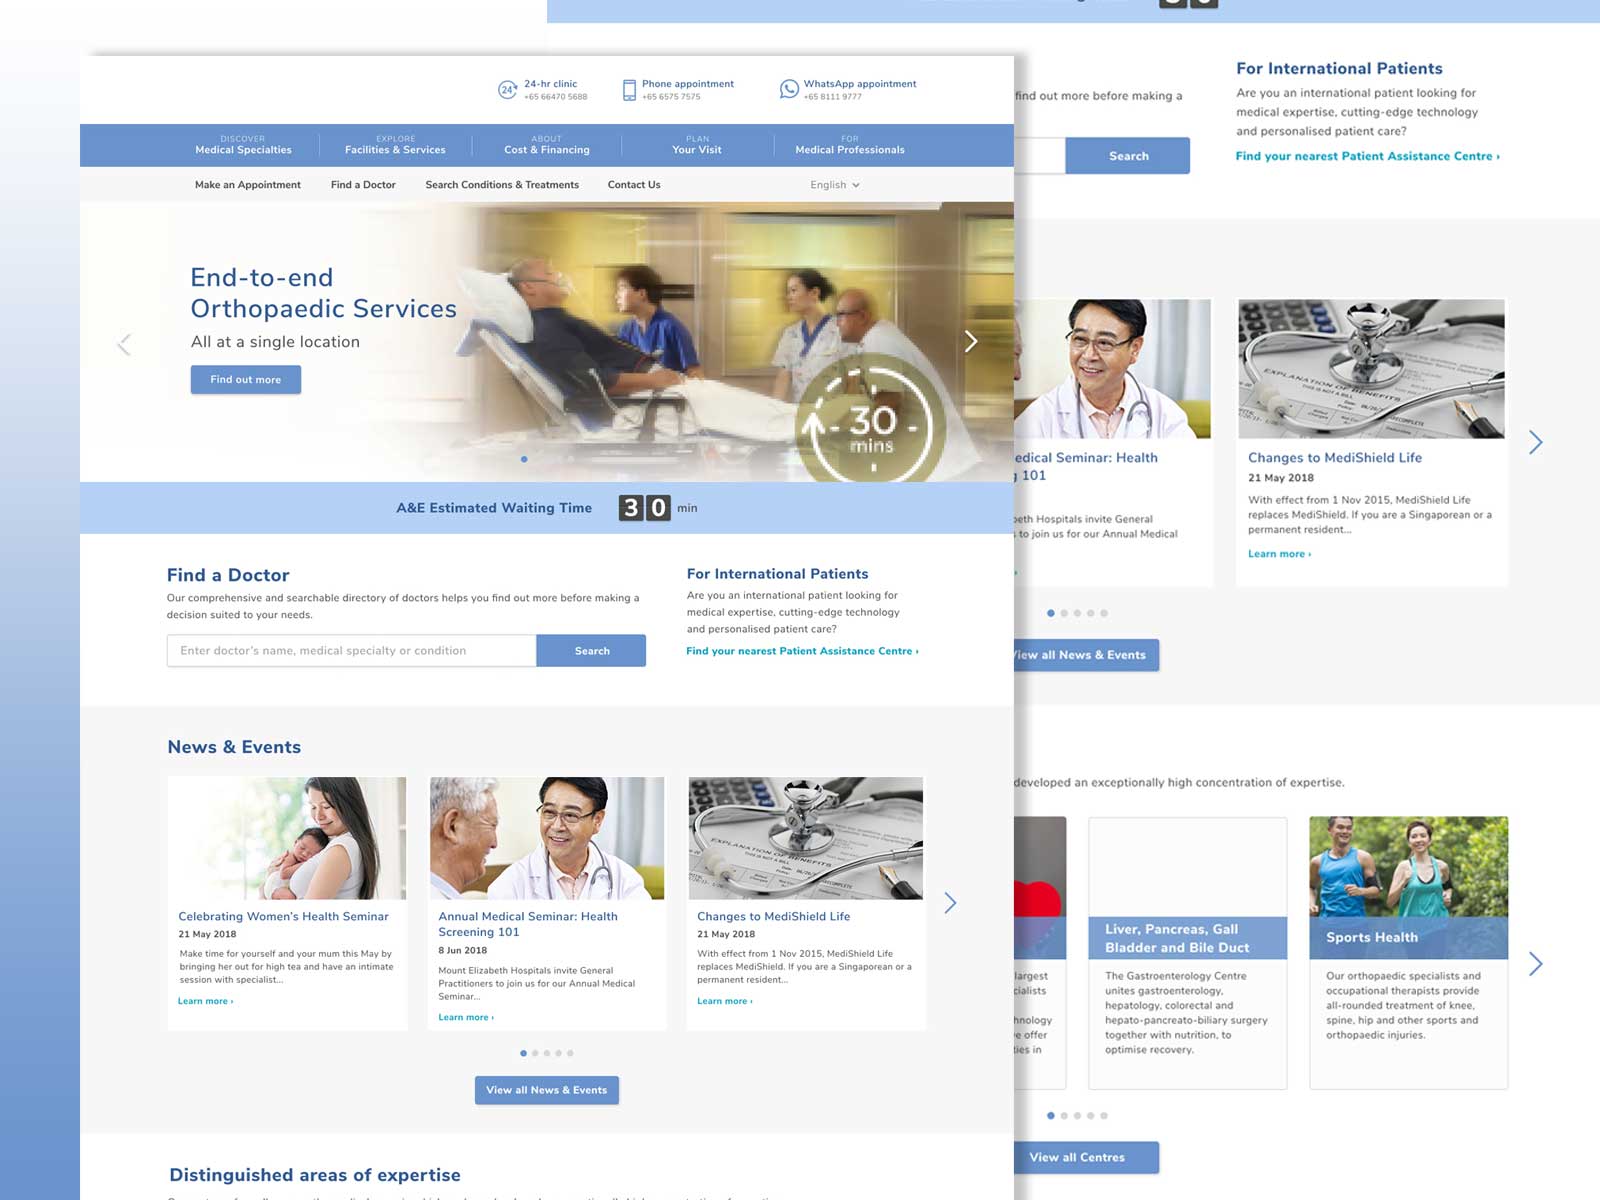 24
24-hr clinic
+65 66470 5688
Phone appointment
+65 6575 7575
WhatsApp appointment
+65 8111 9777
DISCOVER
Medical Specialties
EXPLORE
Facilities & Services
ABOUT
Cost & Financing
PLAN
Your Visit
FOR
Medical Professionals
Make an Appointment
Find a Doctor
Search Conditions & Treatments
Contact Us
English
End-to-end
Orthopaedic Services
All at a single location
Find out more
30
mins
A&E Estimated Waiting Time
30 min
Find a Doctor
Our comprehensive and searchable directory of doctors helps you find out more before making a
decision suited to your needs.
Enter doctor's name, medical specialty or condition
Search
For International Patients
Are you an international patient looking for
medical expertise, cutting-edge technology
and personalised patient care?
Find your nearest Patient Assistance Centre ›
News & Events
Celebrating Women's Health Seminar
21 May 2018
Make time for yourself and your mum this May by
bringing her out for high tea and have an intimate
session with specialist...
Learn more ›
Annual Medical Seminar: Health
Screening 101
8 Jun 2018
Mount Elizabeth Hospitals invite General
Practitioners to join us for our Annual Medical
Seminar...
Learn more ›
EXPLANATION OF BENEFITS
THIS IS NOT A BILL
Changes to MediShield Life
21 May 2018
With effect from 1 Nov 2015, MediShield Life
replaces MediShield. If you are a Singaporean or a
permanent resident...
Learn more ›
View all News & Events
Distinguished areas of expertise
find out more before making a
Search
For International Patients
Are you an international patient looking for
medical expertise, cutting-edge technology
and personalised patient care?
Find your nearest Patient Assistance Centre ›
edical Seminar: Health
101
beth Hospitals invite General
to join us for our Annual Medical
EXPLANATION OF BENEFITS
THIS IS NOT A BILL
Changes to MediShield Life
21 May 2018
With effect from 1 Nov 2015, MediShield Life
replaces MediShield. If you are a Singaporean or a
permanent resident...
Learn more ›
View all News & Events
developed an exceptionally high concentration of expertise.
largest
cialists
hnology
offer
ties in
Liver, Pancreas, Gall
Bladder and Bile Duct
The Gastroenterology Centre
unites gastroenterology,
hepatology, colorectal and
hepato-pancreato-biliary surgery
together with nutrition, to
optimise recovery.
Sports Health
Our orthopaedic specialists and
occupational therapists provide
all-rounded treatment of knee,
spine, hip and other sports and
orthopaedic injuries.
View all Centres